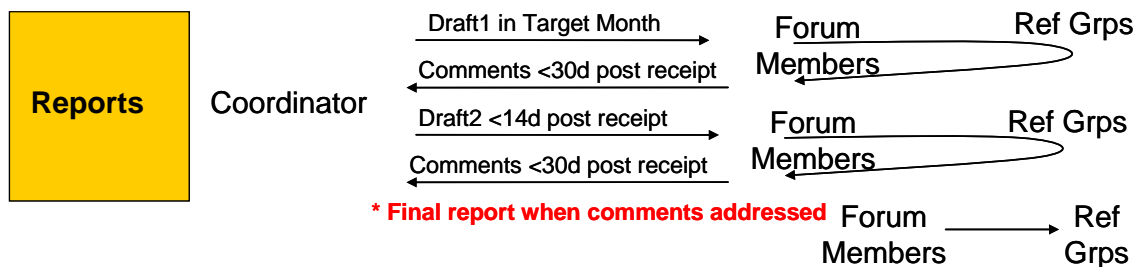 Reports
Coordinator
Draft1 in Target Month
Comments <30d post receipt
Draft2 <14d post receipt
Comments <30d post receipt
* Final report when comments addressed
Forum
Members
Ref Grps
Forum
Members
Ref Grps
Forum
Members
Ref
Grps